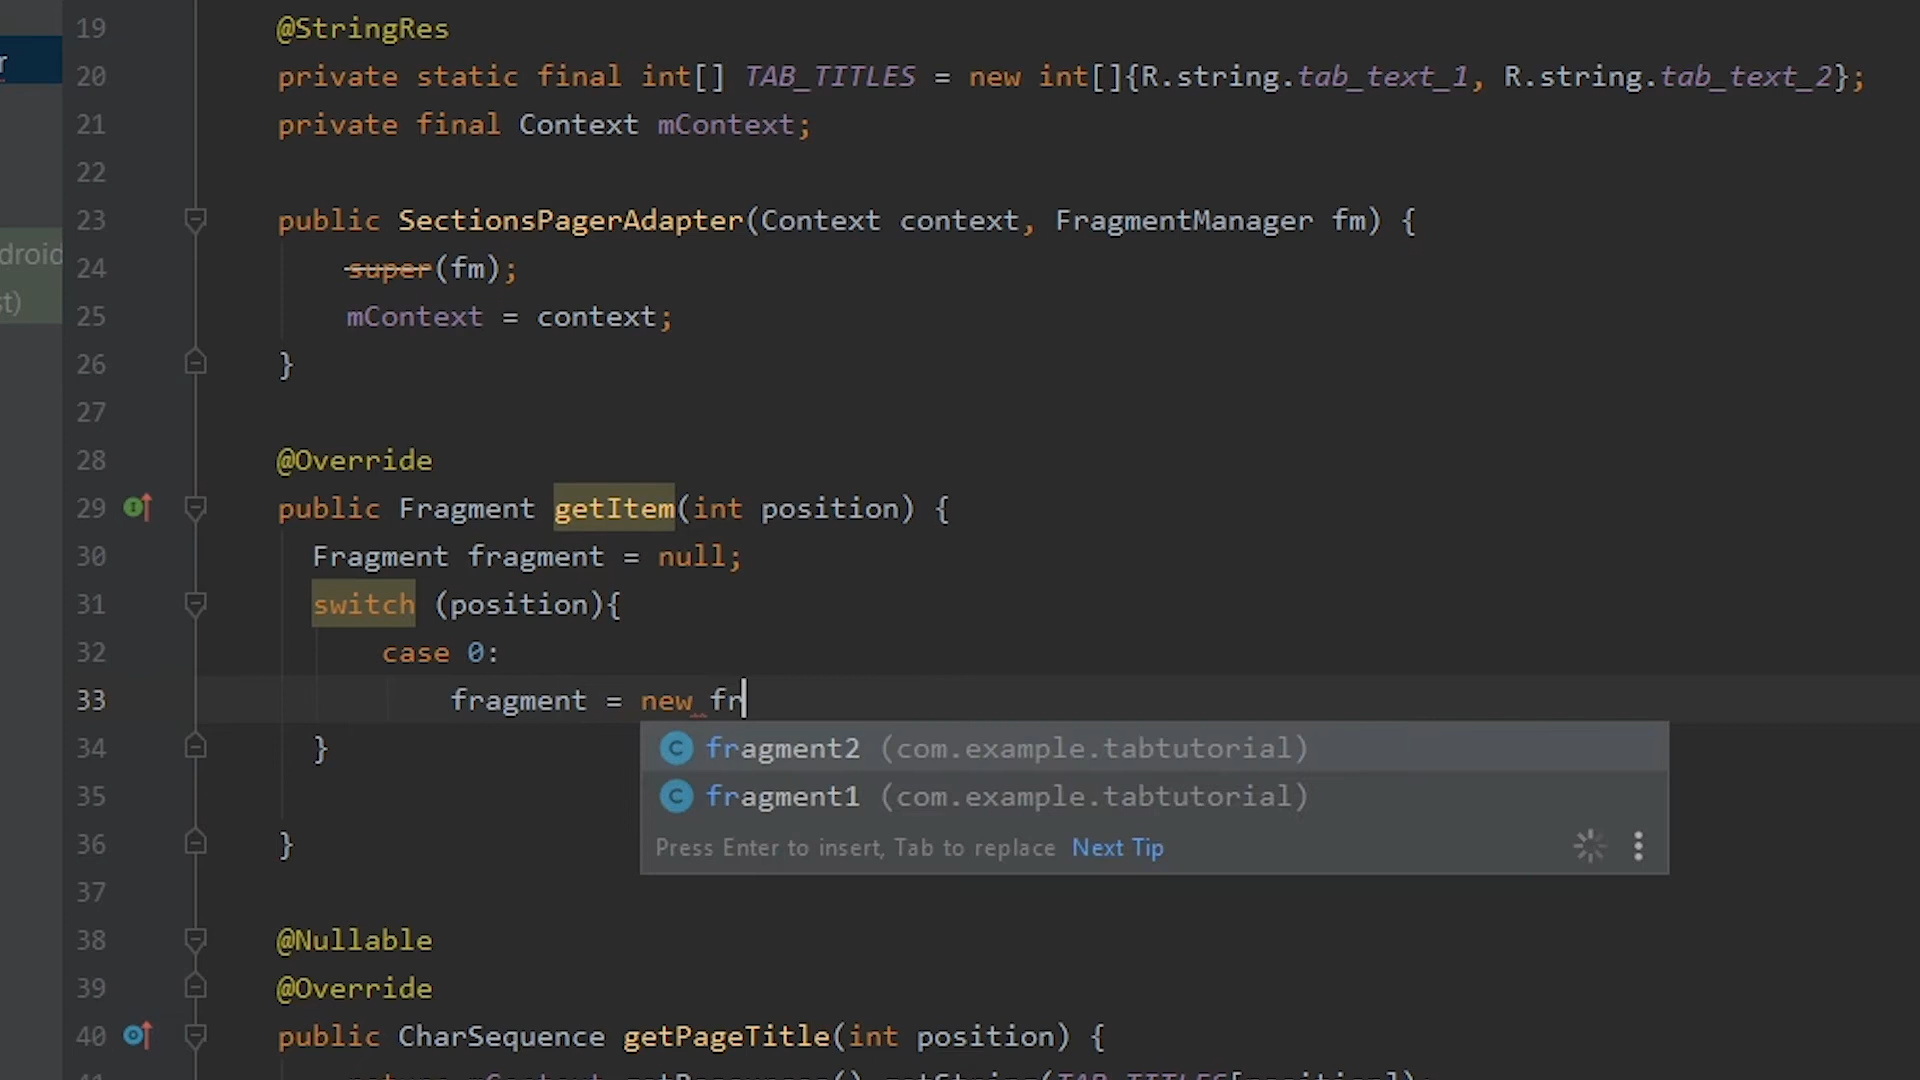 19 @StringRes
20 private static final int[] TAB_TITLES = new int[]{R.string.tab_text_1, R.string.tab_text_2};
r
21 private final Context mContext;
22
23 public SectionsPagerAdapter(Context context, FragmentManager fm) {
droid
24 super(fm);
st)
25 mContext = context;
26 }
27
28 @Override
29 public Fragment getItem(int position) {
30 Fragment fragment = null;
31 switch (position){
32 case 0:
33 fragment = new fr
34 }
fragment2 (com.example.tabtutorial)
35
fragment1 (com.example.tabtutorial)
36 }
Press Enter to insert, Tab to replace Next Tip
37
38 @Nullable
39 @Override
40 public CharSequence getPageTitle(int position) {